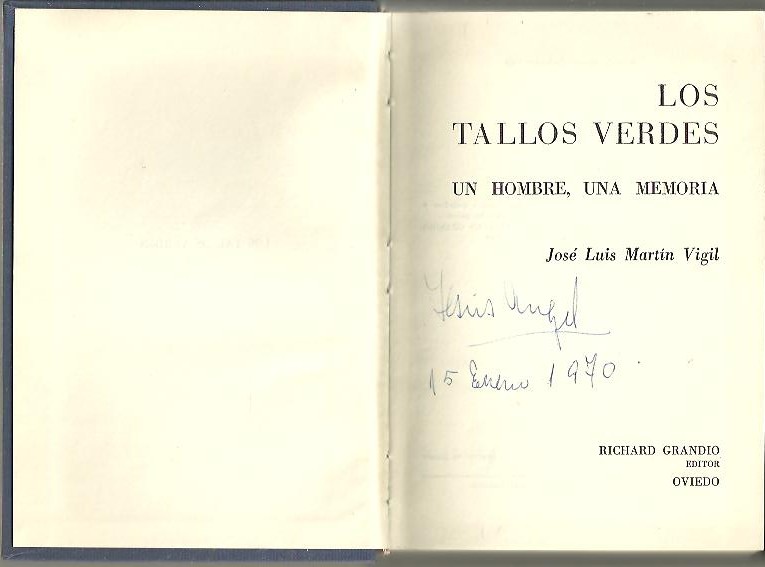 LOS
TALLOS VERDES
UN HOMBRE, UNA MEMORIA
José Luis Martín Vigil
Jesús Angel
15 Enero 1970
RICHARD GRANDIO
EDITOR
OVIEDO